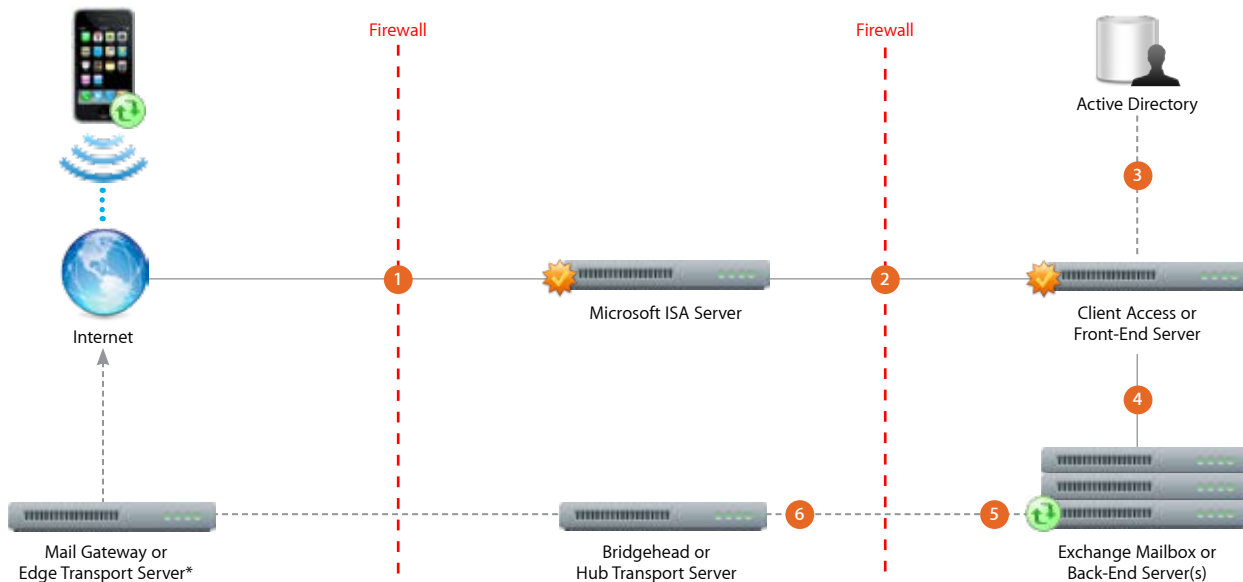 Firewall
Firewall
Active Directory
3
1
2
Internet
Microsoft ISA Server
Client Access or
Front-End Server
4
6
5
Mail Gateway or
Edge Transport Server*
Bridgehead or
Hub Transport Server
Exchange Mailbox or
Back-End Server(s)